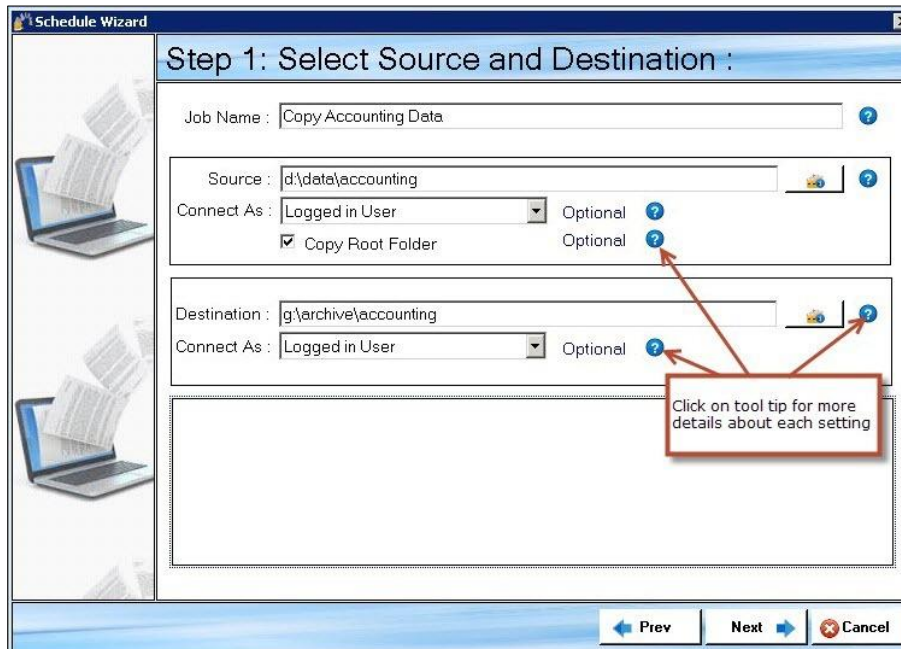 Schedule Wizard
Step 1: Select Source and Destination :
Job Name : Copy Accounting Data
Source : d:\data\accounting
Connect As : Logged in User Optional
Copy Root Folder Optional
Destination : g:\archive\accounting
Connect As : Logged in User Optional
Click on tool tip for more
details about each setting
Prev Next Cancel